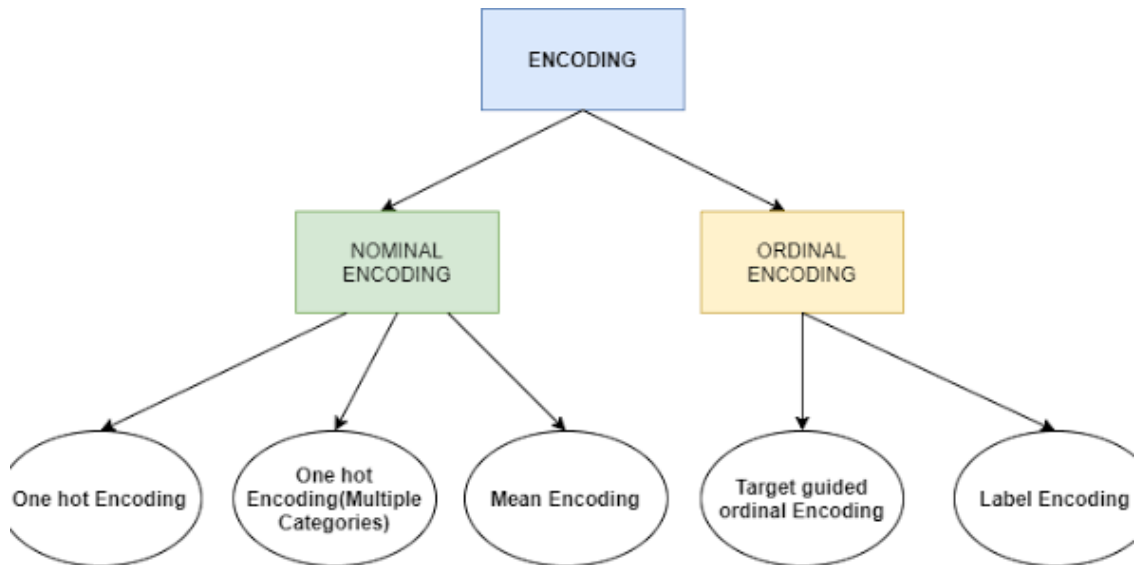 ENCODING
NOMINAL
ENCODING
ORDINAL
ENCODING
One hot Encoding
One hot
Encoding(Multiple
Categories)
Mean Encoding
Target guided
ordinal Encoding
Label Encoding